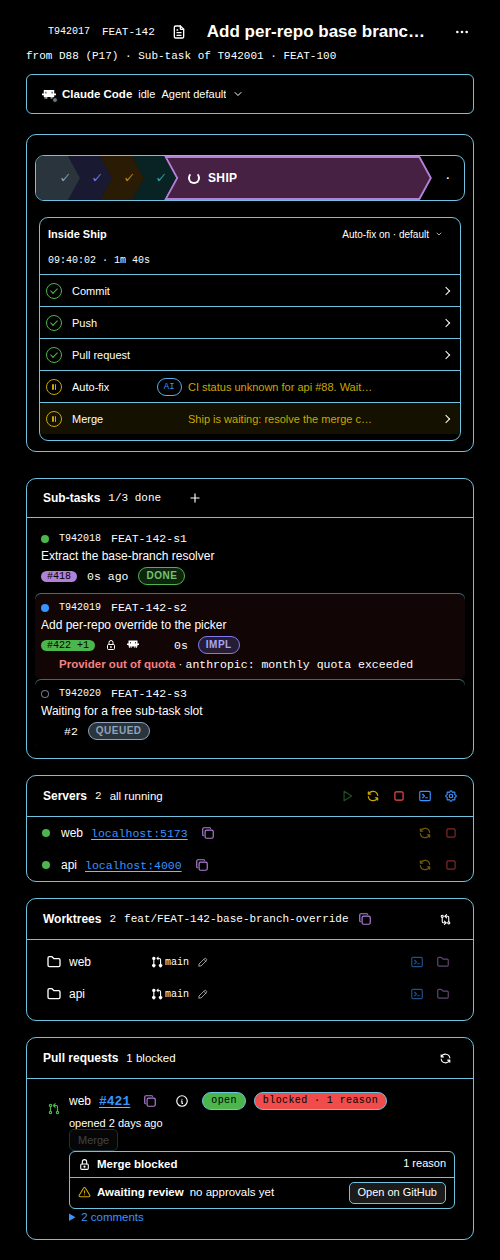 T942017 FEAT-142 Add per-repo base branc…
from D88 (P17) · Sub-task of T942001 · FEAT-100
Claude Code idle Agent default
SHIP
Inside Ship Auto-fix on · default
09:40:02 · 1m 40s
Commit
Push
Pull request
Auto-fix AI CI status unknown for api #88. Wait…
Merge Ship is waiting: resolve the merge c…
Sub-tasks 1/3 done
T942018 FEAT-142-s1
Extract the base-branch resolver
#418 0s ago DONE
T942019 FEAT-142-s2
Add per-repo override to the picker
#422 +1 0s IMPL
Provider out of quota · anthropic: monthly quota exceeded
T942020 FEAT-142-s3
Waiting for a free sub-task slot
#2 QUEUED
Servers 2 all running
web localhost:5173
api localhost:4000
Worktrees 2 feat/FEAT-142-base-branch-override
web main
api main
Pull requests 1 blocked
web #421 open blocked · 1 reason
opened 2 days ago
Merge
Merge blocked 1 reason
Awaiting review no approvals yet Open on GitHub
2 comments